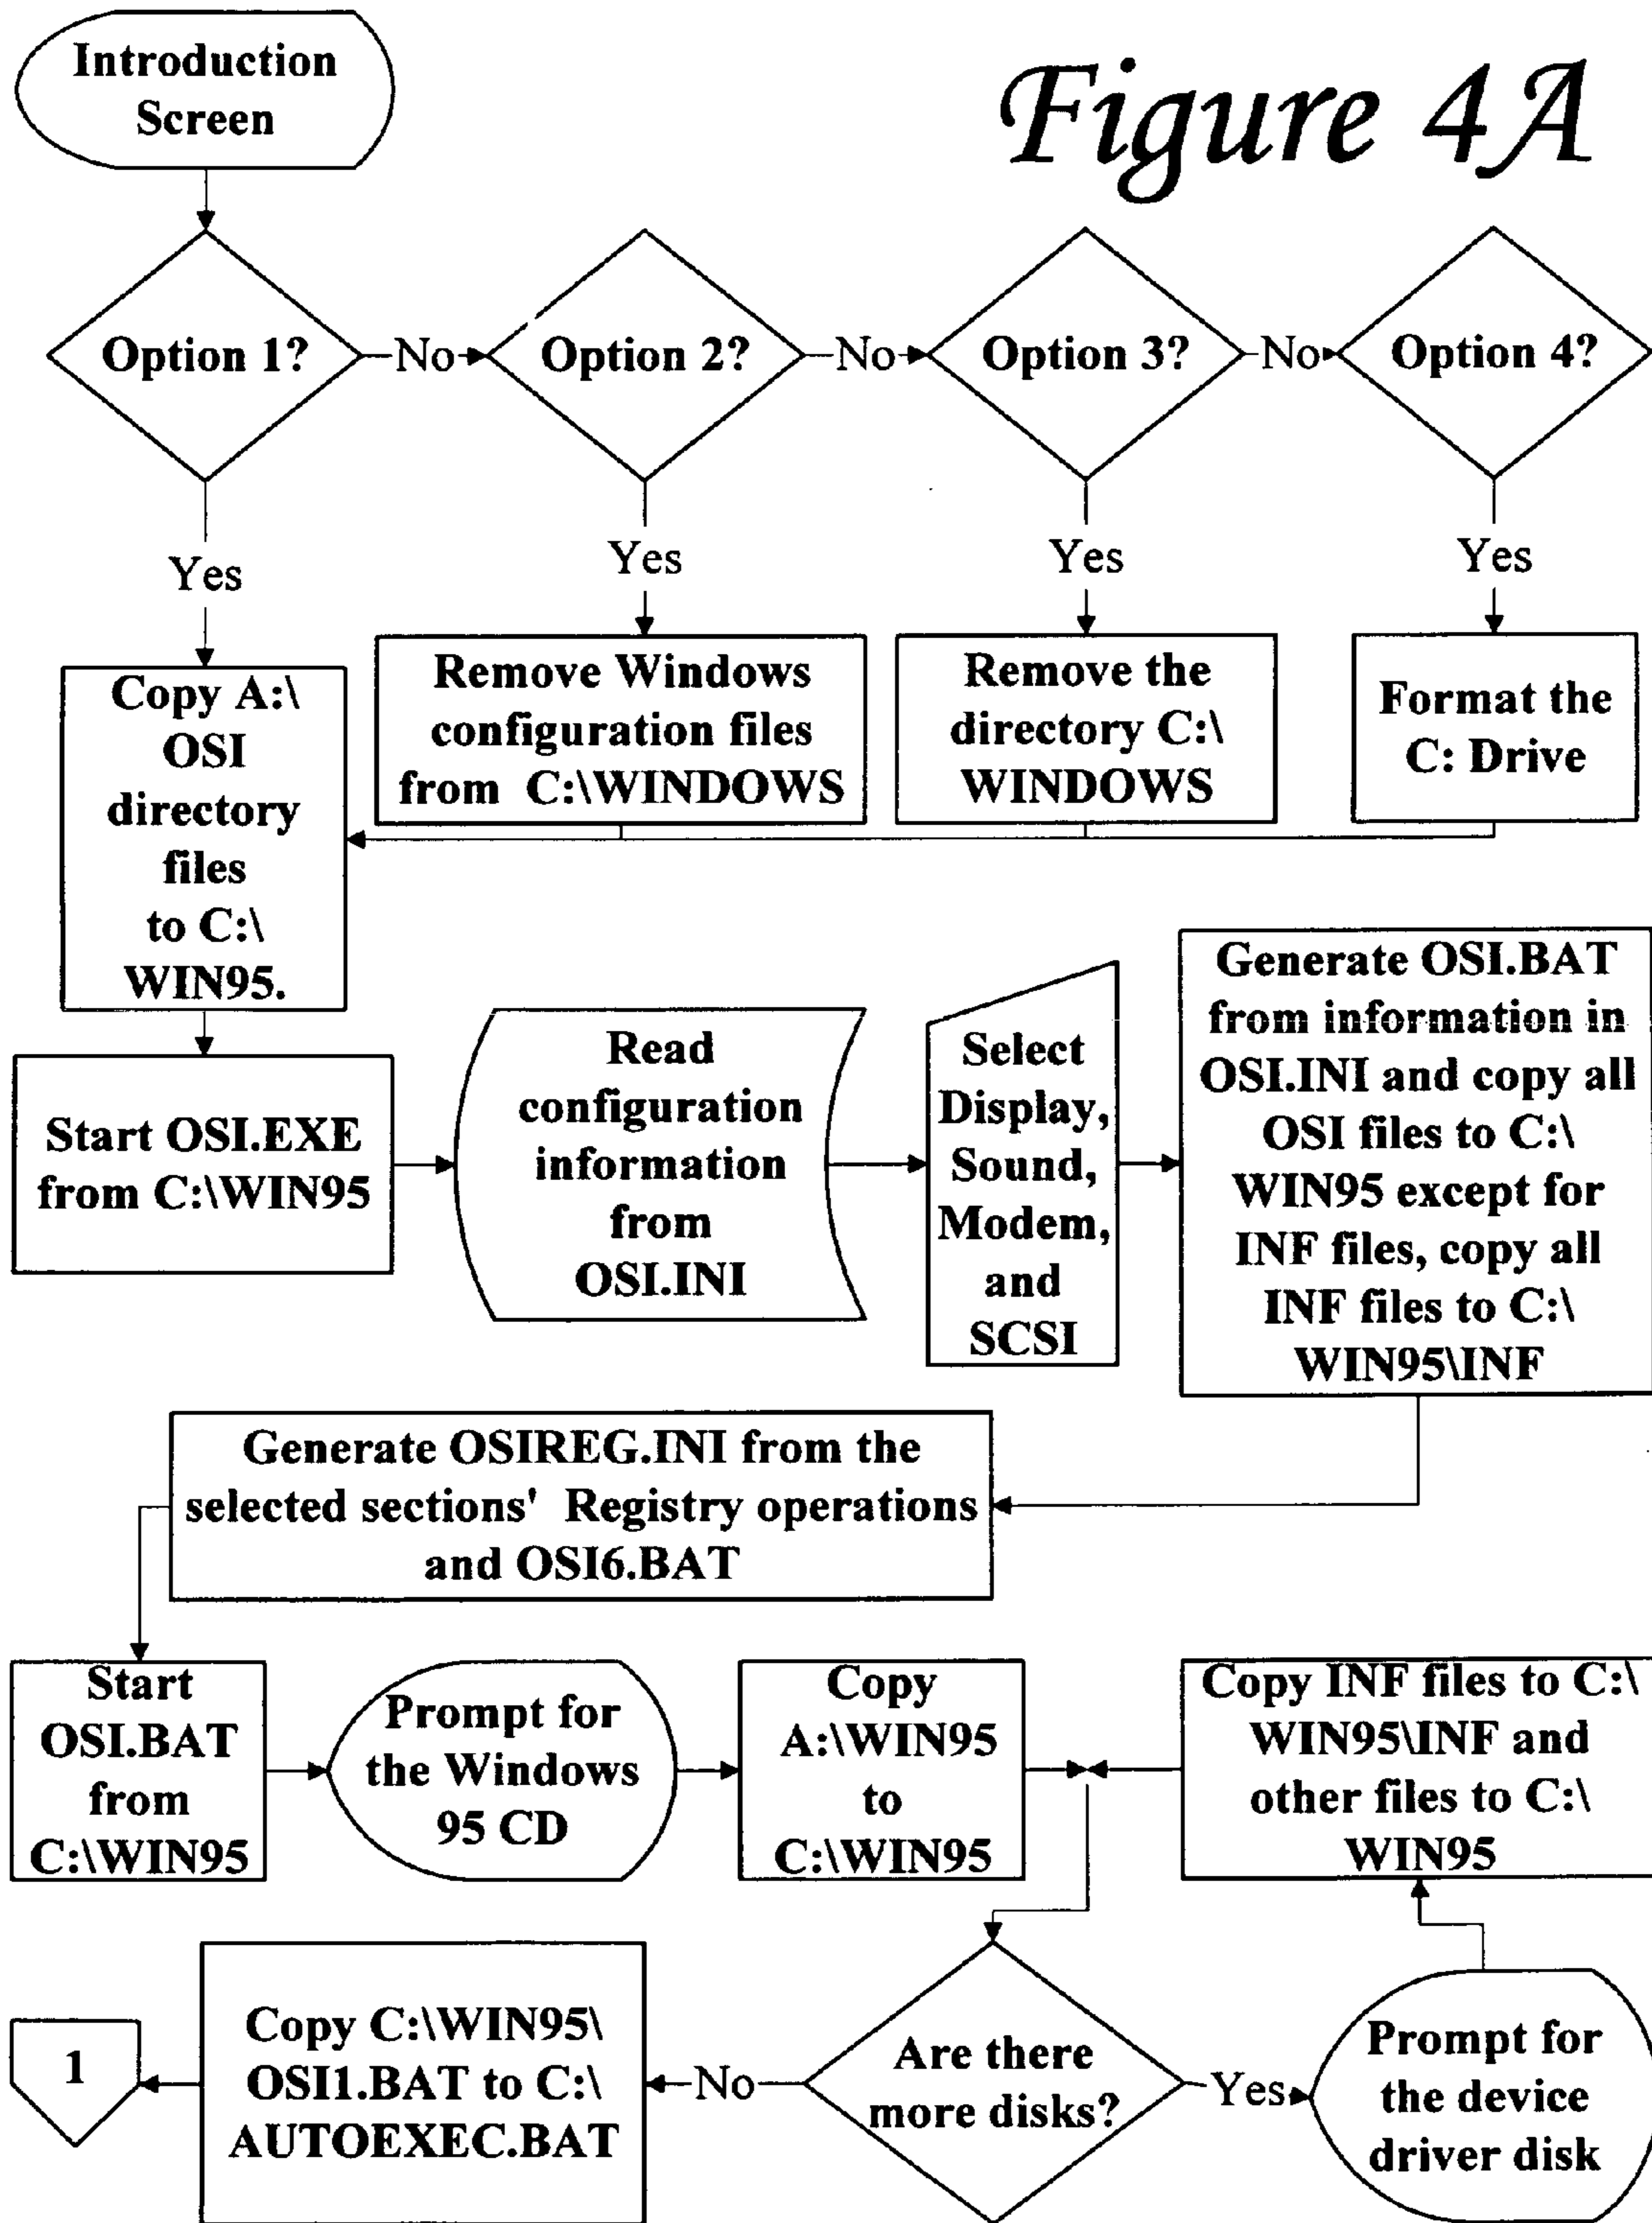 Figure 4A
Introduction
Screen
Option 1?
No
Option 2?
No
Option 3?
No
Option 4?
Yes
Yes
Yes
Yes
Copy A:\
OSI
directory
files
to C:\
WIN95.
Remove Windows
configuration files
from C:\WINDOWS
Remove the
directory C:\
WINDOWS
Format the
C: Drive
Start OSI.EXE
from C:\WIN95
Read
configuration
information
from
OSI.INI
Select
Display,
Sound,
Modem,
and
SCSI
Generate OSI.BAT
from information in
OSI.INI and copy all
OSI files to C:\
WIN95 except for
INF files, copy all
INF files to C:\
WIN95\INF
Generate OSIREG.INI from the
selected sections' Registry operations
and OSI6.BAT
Start
OSI.BAT
from
C:\WIN95
Prompt for
the Windows
95 CD
Copy
A:\WIN95
to
C:\WIN95
Copy INF files to C:\
WIN95\INF and
other files to C:\
WIN95
1
Copy C:\WIN95\
OSI1.BAT to C:\
AUTOEXEC.BAT
No
Are there
more disks?
Yes
Prompt for
the device
driver disk